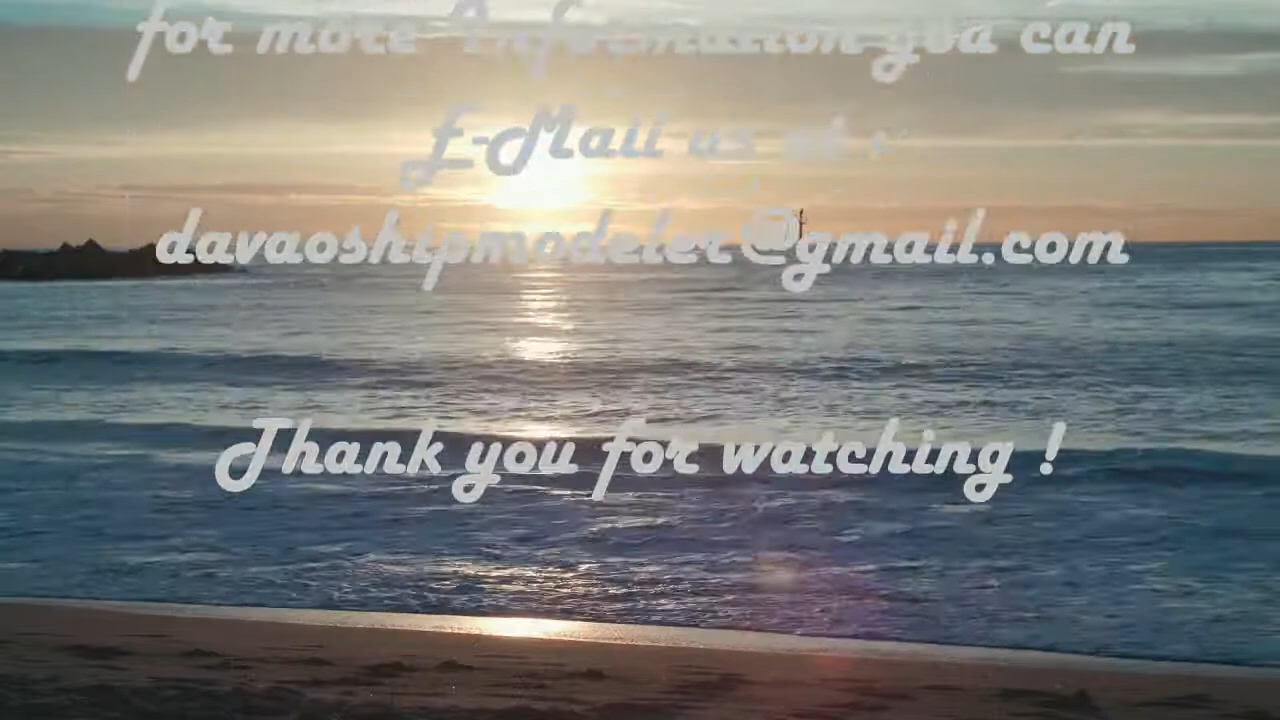 for more Information you can
E-Mail us at :
davaoshipmodeler@gmail.com
Thank you for watching !